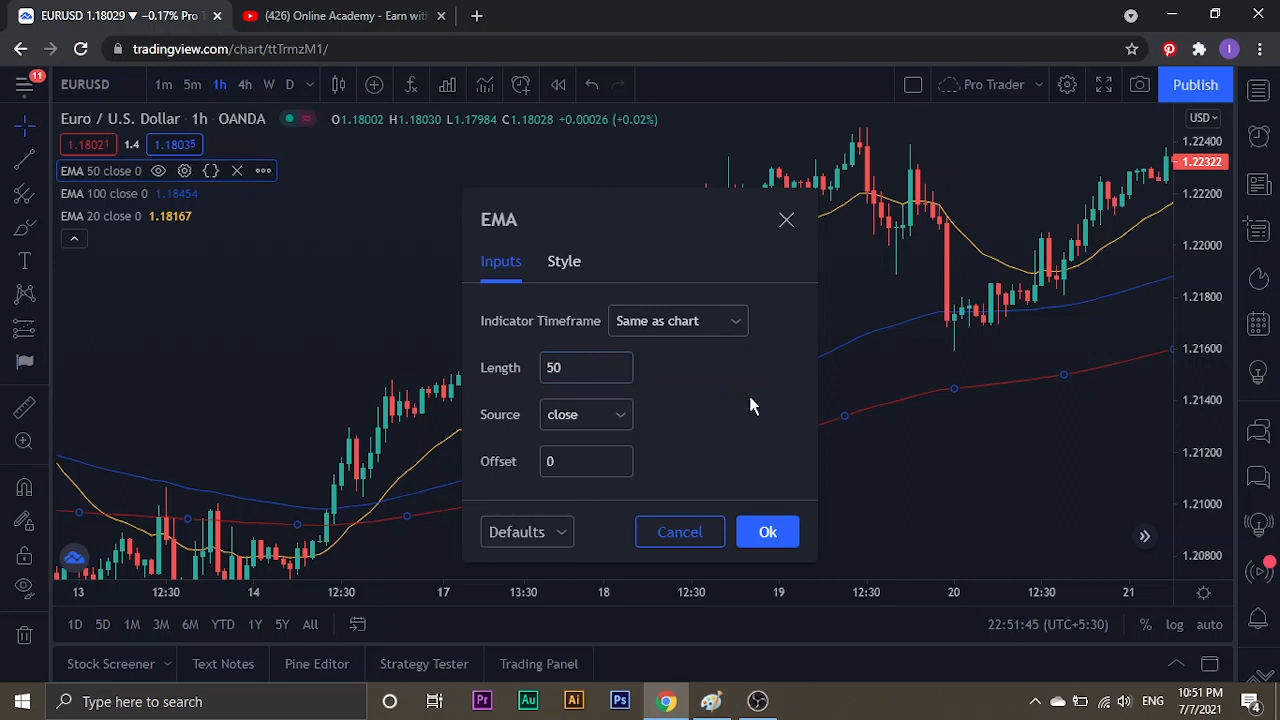 EURUSD 1.18029 ▼ −0.17% Pro T
(426) Online Academy - Earn with
tradingview.com/chart/ttTrmzM1/
I
11
EURUSD 1m 5m 1h 4h W D Pro Trader Publish
Euro / U.S. Dollar · 1h · OANDA O1.18002 H1.18030 L1.17984 C1.18028 +0.00026 (+0.02%) USD
1.18021 1.4 1.18035
EMA 50 close 0
EMA 100 close 0 1.18454
EMA 20 close 0 1.18167
1.22400
1.22322
1.22200
1.22000
1.21800
1.21600
1.21400
1.21200
1.21000
1.20800
EMA
Inputs Style
Indicator Timeframe Same as chart
Length 50
Source close
Offset 0
Defaults Cancel Ok
13 12:30 14 12:30 17 13:30 18 12:30 19 12:30 20 12:30 21
1D 5D 1M 3M 6M YTD 1Y 5Y All 22:51:45 (UTC+5:30) % log auto
Stock Screener Text Notes Pine Editor Strategy Tester Trading Panel
Type here to search Pr Au Ai Ps ENG 10:51 PM
7/7/2021 4